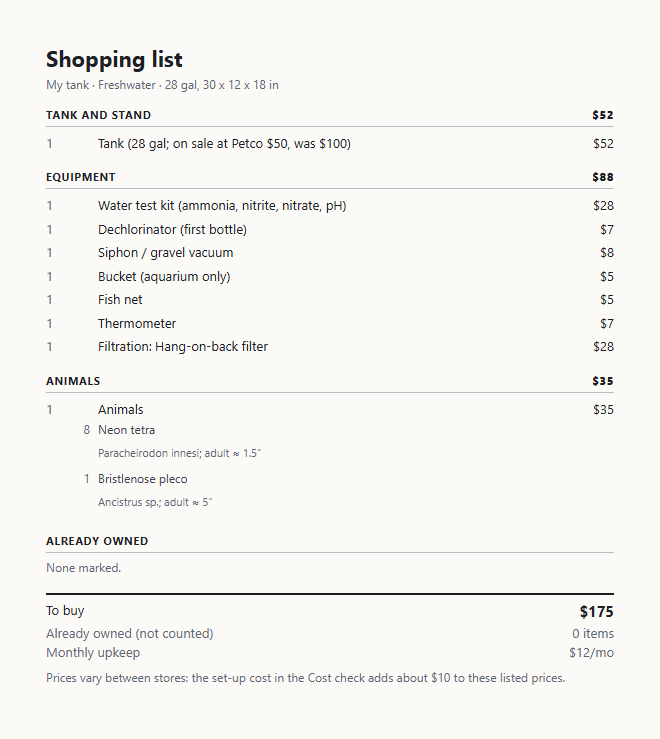 Shopping list
My tank · Freshwater · 28 gal, 30 x 12 x 18 in
TANK AND STAND $52
1 Tank (28 gal; on sale at Petco $50, was $100) $52
EQUIPMENT $88
1 Water test kit (ammonia, nitrite, nitrate, pH) $28
1 Dechlorinator (first bottle) $7
1 Siphon / gravel vacuum $8
1 Bucket (aquarium only) $5
1 Fish net $5
1 Thermometer $7
1 Filtration: Hang-on-back filter $28
ANIMALS $35
1 Animals $35
8 Neon tetra
Paracheirodon innesi; adult ≈ 1.5"
1 Bristlenose pleco
Ancistrus sp.; adult ≈ 5"
ALREADY OWNED
None marked.
To buy $175
Already owned (not counted) 0 items
Monthly upkeep $12/mo
Prices vary between stores: the set-up cost in the Cost check adds about $10 to these listed prices.